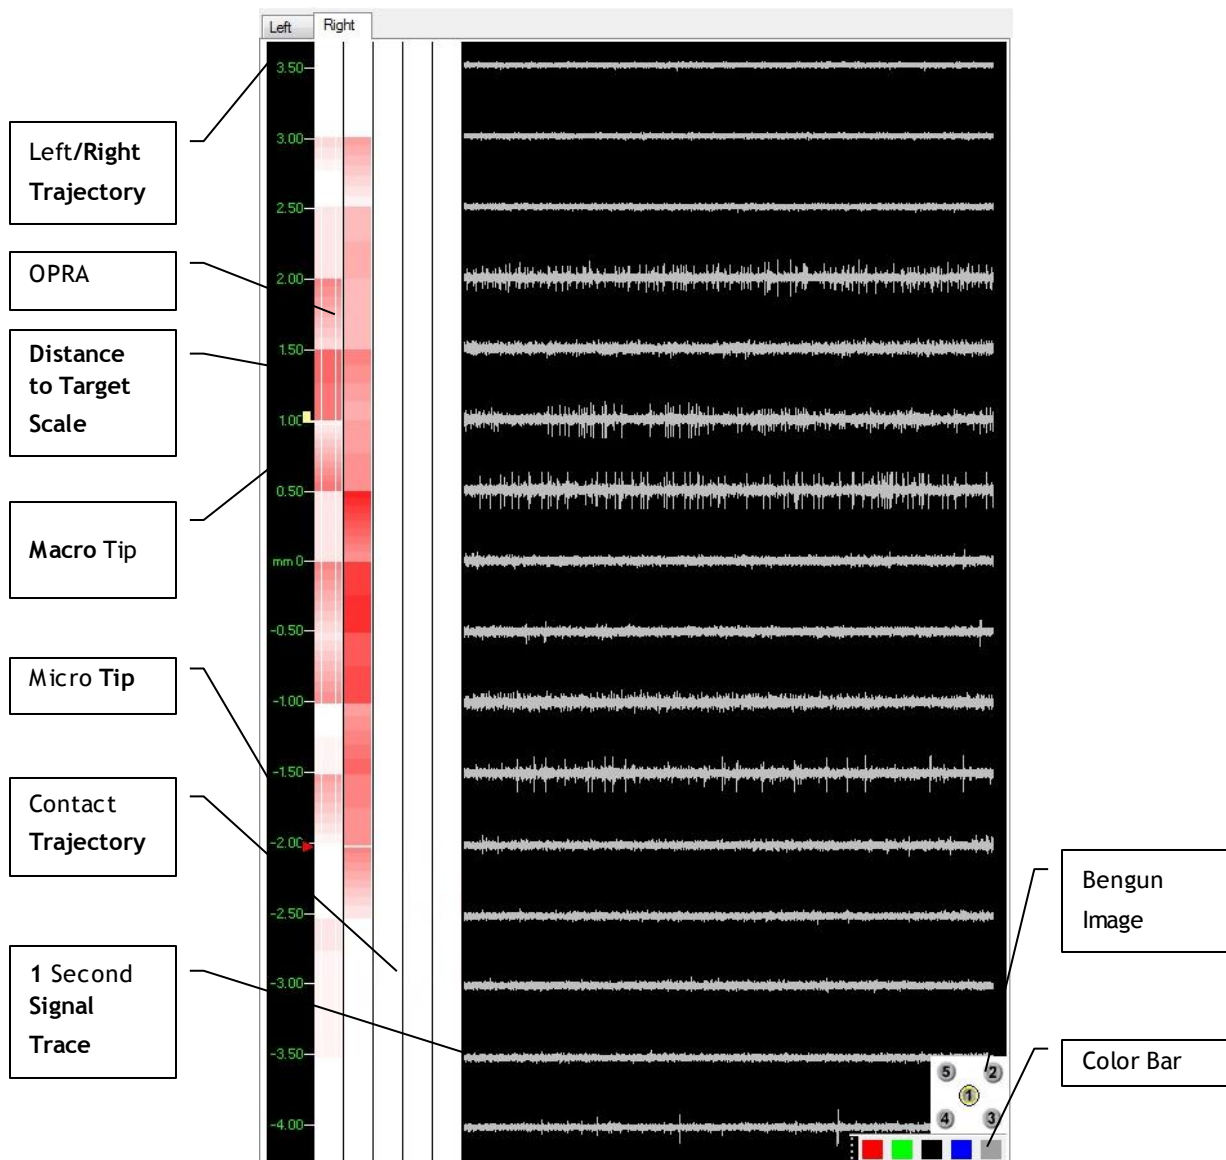 Left Right
Left/Right
Trajectory
OPRA
Distance
to Target
Scale
Macro Tip
Micro Tip
Contact
Trajectory
1 Second
Signal
Trace
3.50
3.00
2.50
2.00
1.50
1.00
0.50
mm 0
-0.50
-1.00
-1.50
-2.00
-2.50
-3.00
-3.50
-4.00
Bengun
Image
Color Bar
5 2
1
4 3